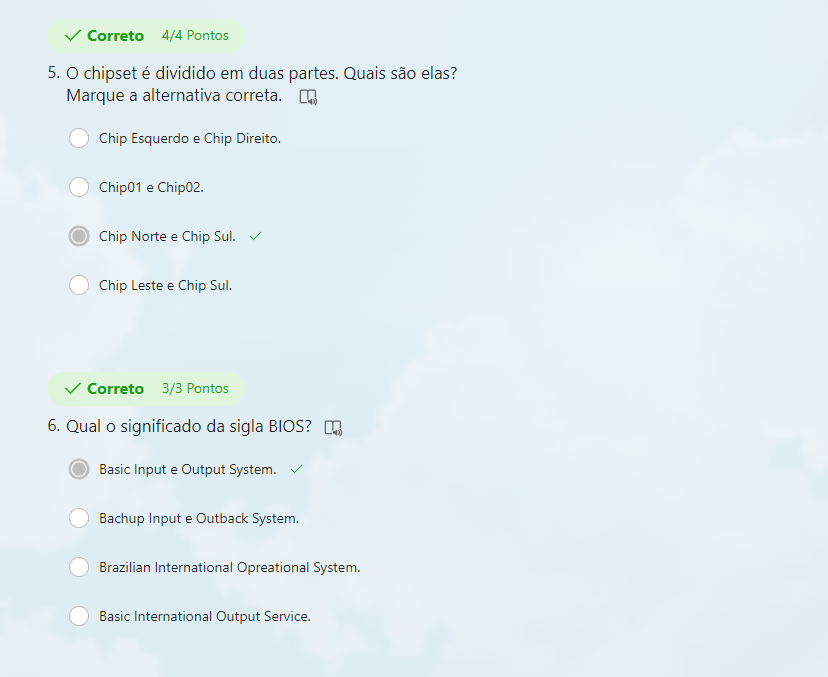 Correto 4/4 Pontos
5. O chipset é dividido em duas partes. Quais são elas?
Marque a alternativa correta.
Chip Esquerdo e Chip Direito.
Chip01 e Chip02.
Chip Norte e Chip Sul.
Chip Leste e Chip Sul.
Correto 3/3 Pontos
6. Qual o significado da sigla BIOS?
Basic Input e Output System.
Bachup Input e Outback System.
Brazilian International Opreational System.
Basic International Output Service.